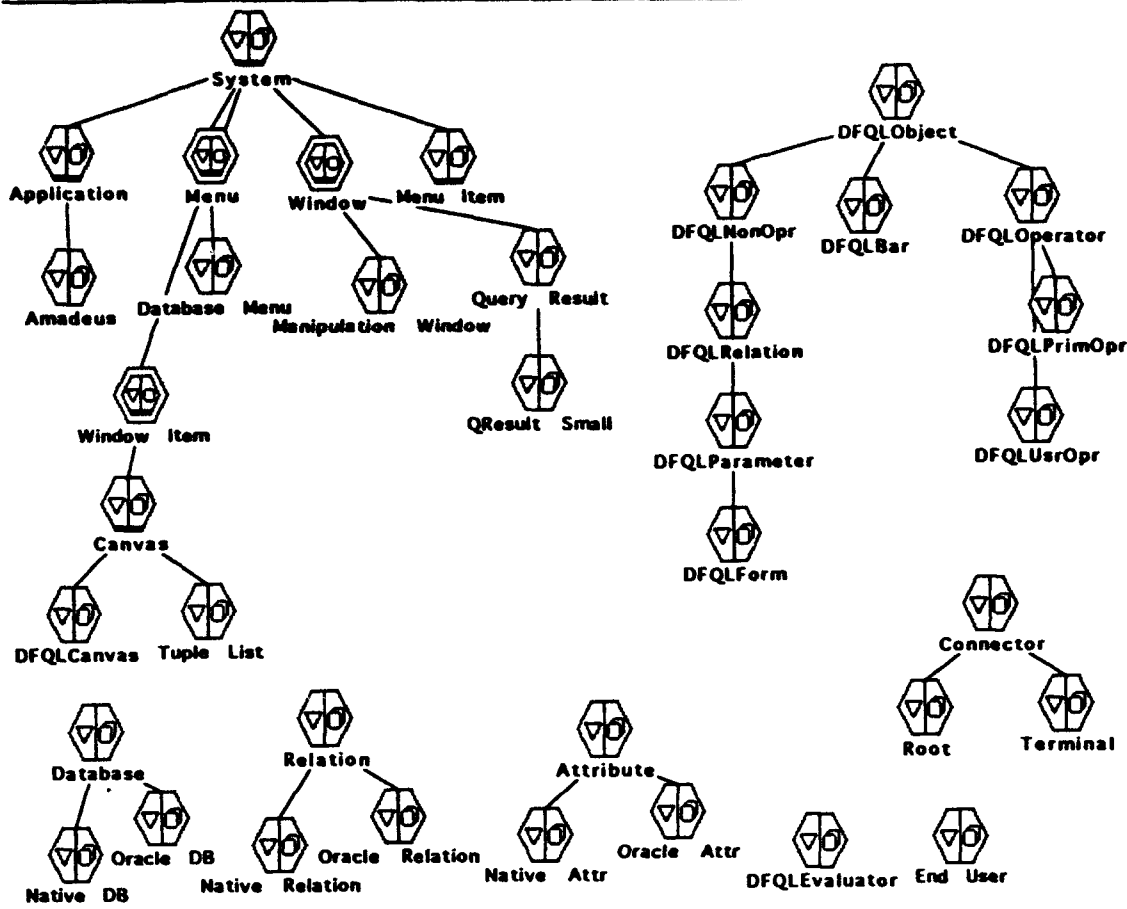 System
DFQLObject
Application
Menu
Window
Menu Item
DFQLNonOpr
DFQLBar
DFQLOperator
Amadeus
Database Menu
Manipulation Window
Query Result
DFQLRelation
DFQLPrimOpr
Window Item
QResult Small
DFQLParameter
DFQLUsrOpr
Canvas
DFQLForm
DFQLCanvas
Tuple List
Connector
Root
Terminal
Database
Relation
Attribute
Oracle DB
Native DB
Oracle Relation
Native Relation
Oracle Attr
Native Attr
DFQLEvaluator
End User